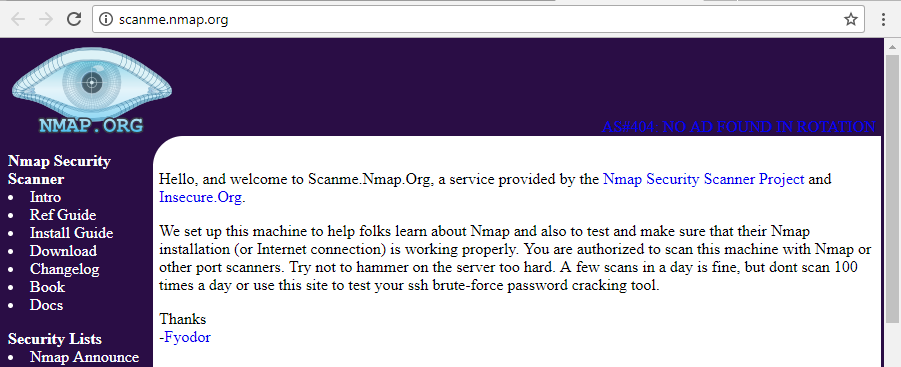 scanme.nmap.org
NMAP.ORG
AS#404: NO AD FOUND IN ROTATION
Nmap Security
Scanner
Intro
Ref Guide
Install Guide
Download
Changelog
Book
Docs
Security Lists
Nmap Announce
Hello, and welcome to Scanme.Nmap.Org, a service provided by the Nmap Security Scanner Project and
Insecure.Org.
We set up this machine to help folks learn about Nmap and also to test and make sure that their Nmap
installation (or Internet connection) is working properly. You are authorized to scan this machine with Nmap or
other port scanners. Try not to hammer on the server too hard. A few scans in a day is fine, but dont scan 100
times a day or use this site to test your ssh brute-force password cracking tool.
Thanks
-Fyodor